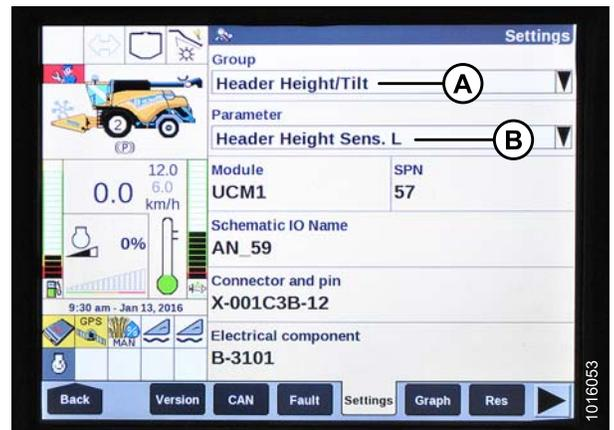 Settings
Group
Header Height/Tilt
A
Parameter
Header Height Sens. L
B
Module
UCM1
SPN
57
Schematic IO Name
AN_59
Connector and pin
X-001C3B-12
Electrical component
B-3101
2
(P)
12.0
6.0
0.0
km/h
0%
9:30 am - Jan 13, 2016
GPS
%
MAN
Back
Version
CAN
Fault
Settings
Graph
Res
1016053